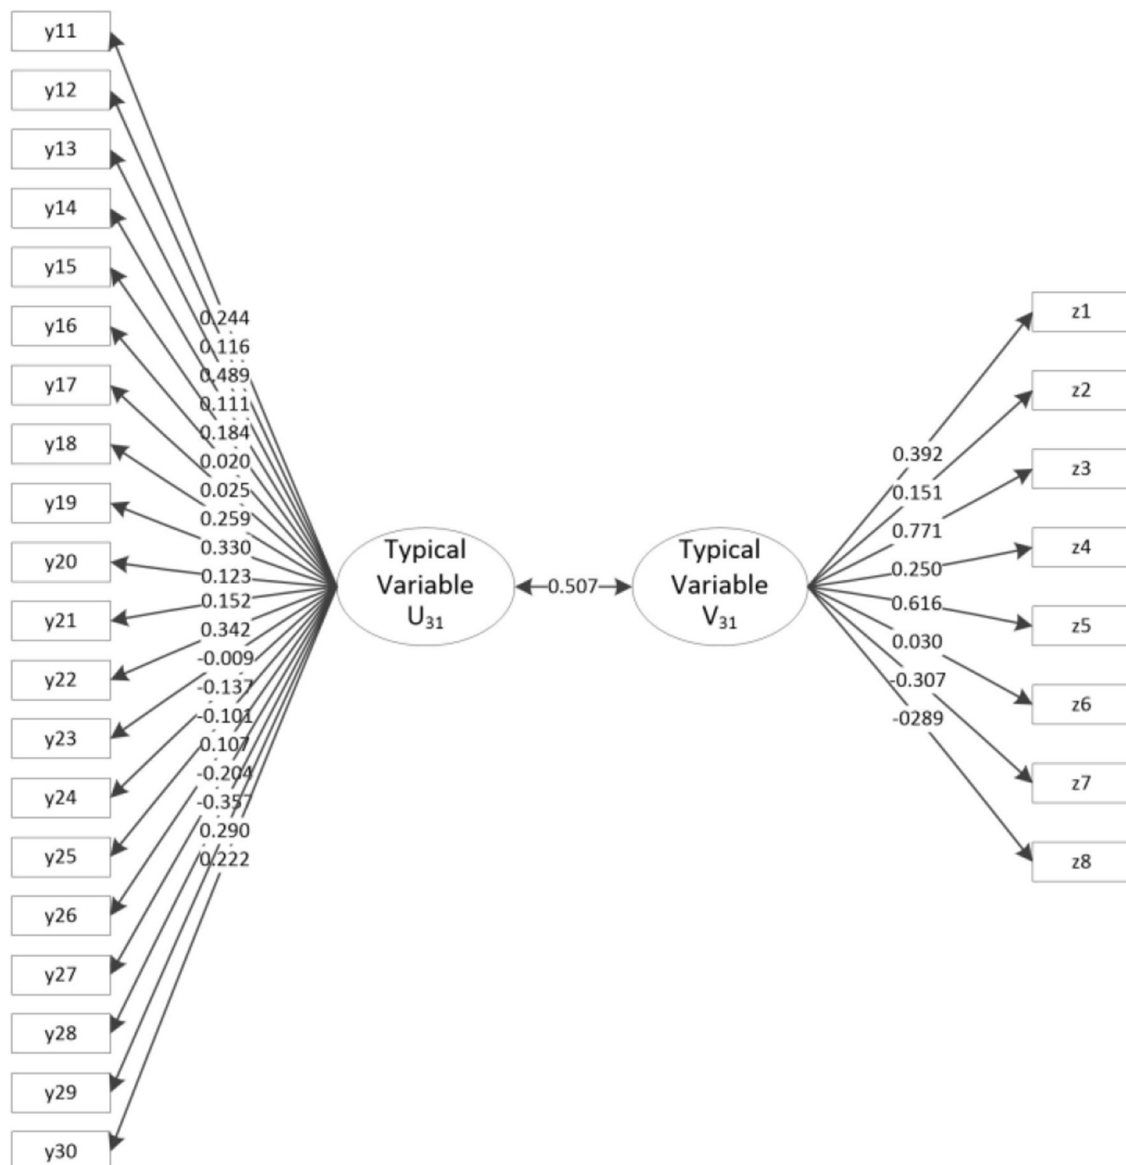 y11
y12
y13
y14
y15
y16
y17
y18
y19
y20
y21
y22
y23
y24
y25
y26
y27
y28
y29
y30
0.244
0.116
0.489
0.111
0.184
0.020
0.025
0.259
0.330
0.123
0.152
0.342
-0.009
-0.137
-0.101
0.107
-0.204
-0.357
0.290
0.222
Typical
Variable
U31
0.507
Typical
Variable
V31
0.392
0.151
0.771
0.250
0.616
0.030
-0.307
-0289
z1
z2
z3
z4
z5
z6
z7
z8